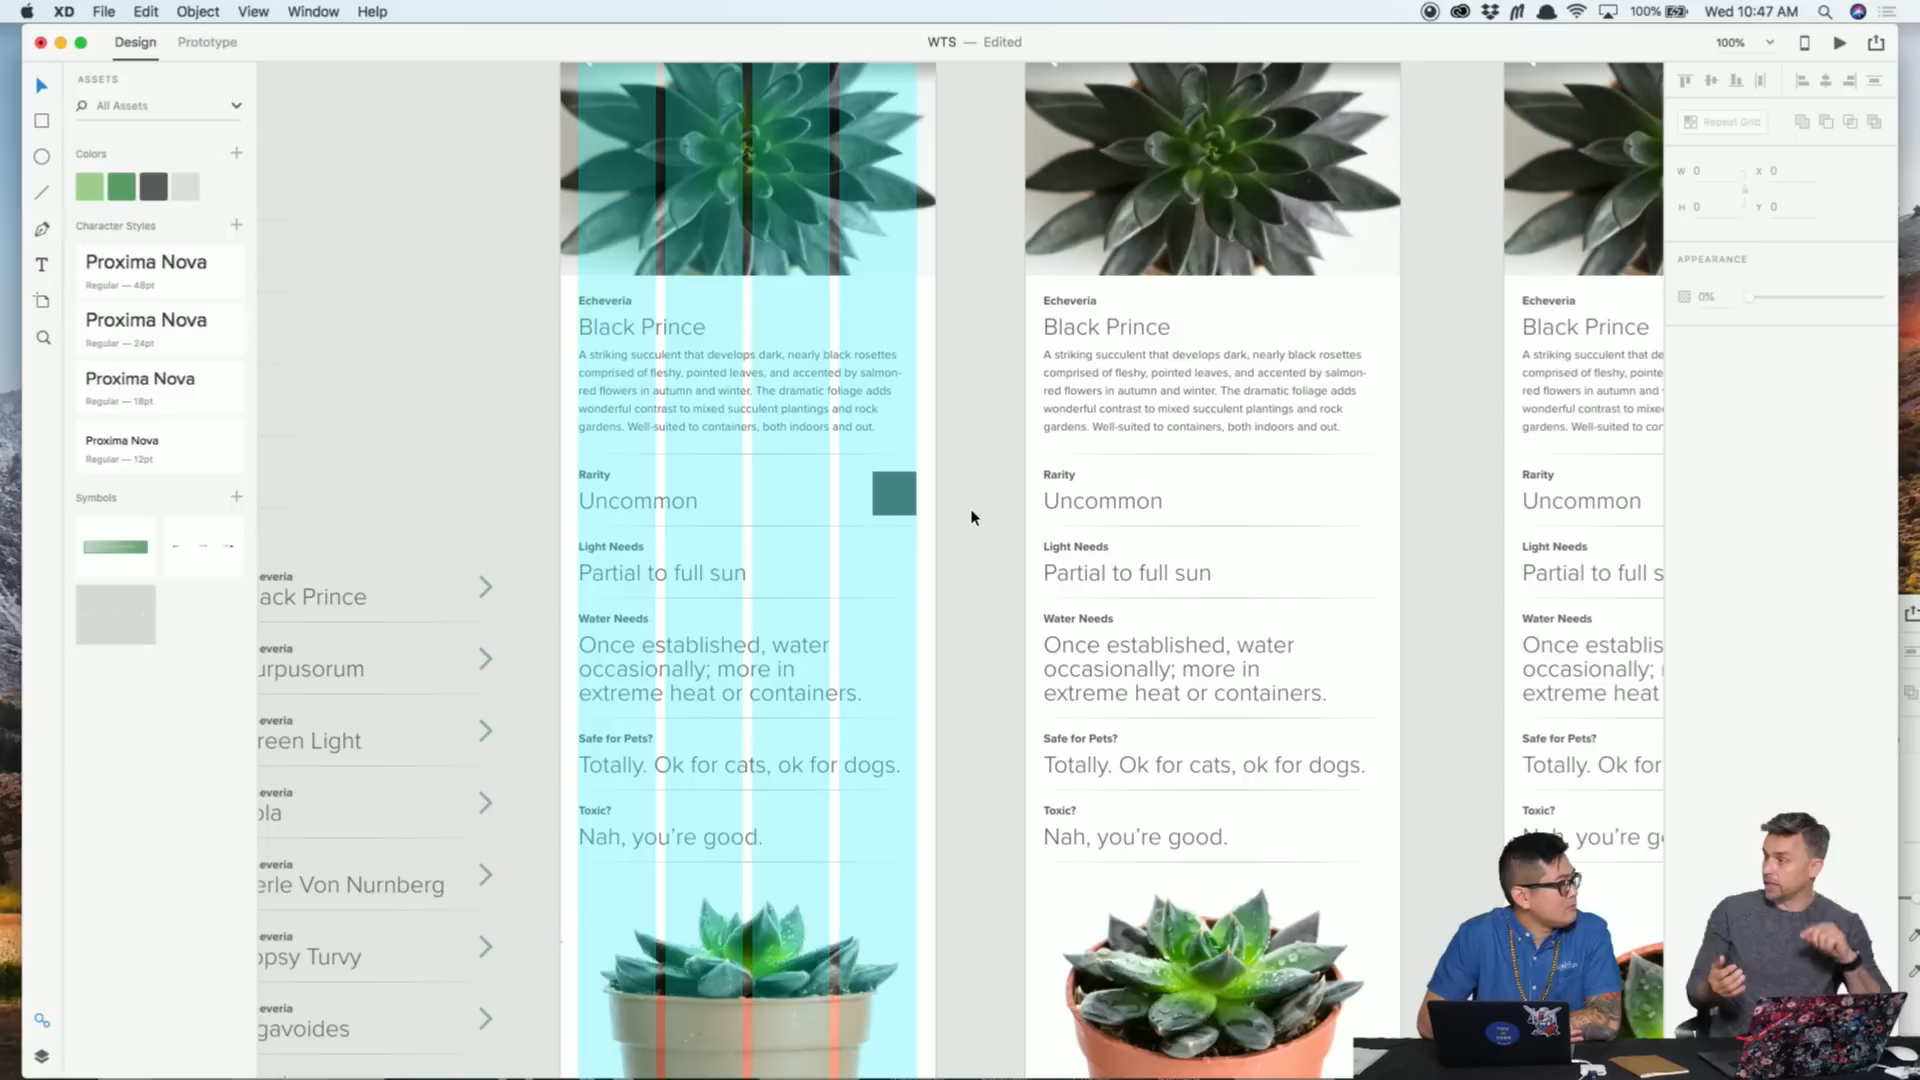 XD File Edit Object View Window Help
100% Wed 10:47 AM
Design Prototype
WTS — Edited
100%
ASSETS
All Assets
Colors
Character Styles
Proxima Nova
Regular — 48pt
Proxima Nova
Regular — 24pt
Proxima Nova
Regular — 18pt
Proxima Nova
Regular — 12pt
Symbols
everia
ack Prince
everia
urpusorum
everia
reen Light
everia
ola
everia
erle Von Nurnberg
everia
opsy Turvy
everia
gavoides
Echeveria
Black Prince
A striking succulent that develops dark, nearly black rosettes
comprised of fleshy, pointed leaves, and accented by salmon-
red flowers in autumn and winter. The dramatic foliage adds
wonderful contrast to mixed succulent plantings and rock
gardens. Well-suited to containers, both indoors and out.
Rarity
Uncommon
Light Needs
Partial to full sun
Water Needs
Once established, water
occasionally; more in
extreme heat or containers.
Safe for Pets?
Totally. Ok for cats, ok for dogs.
Toxic?
Nah, you're good.
Echeveria
Black Prince
A striking succulent that develops dark, nearly black rosettes
comprised of fleshy, pointed leaves, and accented by salmon-
red flowers in autumn and winter. The dramatic foliage adds
wonderful contrast to mixed succulent plantings and rock
gardens. Well-suited to containers, both indoors and out.
Rarity
Uncommon
Light Needs
Partial to full sun
Water Needs
Once established, water
occasionally; more in
extreme heat or containers.
Safe for Pets?
Totally. Ok for cats, ok for dogs.
Toxic?
Nah, you're good.
Echeveria
Black Prince
A striking succulent that de
comprised of fleshy, pointed
red flowers in autumn and
wonderful contrast to mixe
gardens. Well-suited to con
Rarity
Uncommon
Light Needs
Partial to full s
Water Needs
Once establis
occasionally;
extreme heat
Safe for Pets?
Totally. Ok for
Toxic?
Nah, you're go
Repeat Grid
W 0 X 0
H 0 Y 0
APPEARANCE
0%